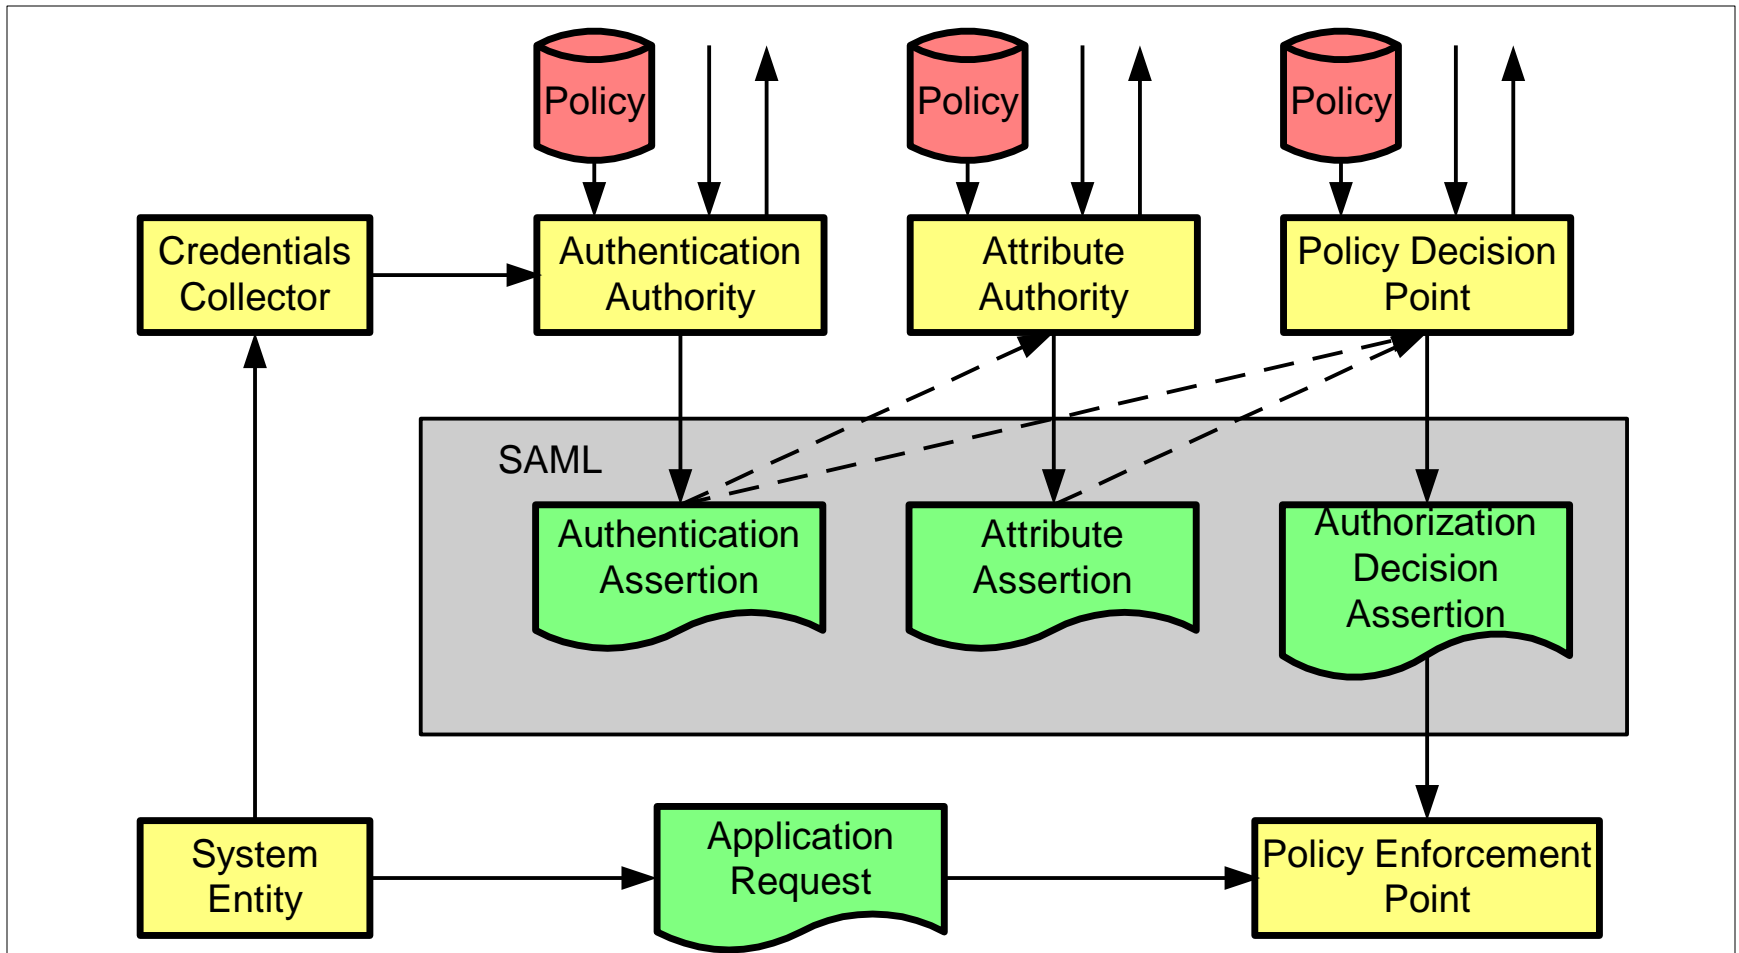 Policy
Policy
Policy
Credentials
Collector
Authentication
Authority
Attribute
Authority
Policy Decision
Point
SAML
Authentication
Assertion
Attribute
Assertion
Authorization
Decision
Assertion
System
Entity
Application
Request
Policy Enforcement
Point